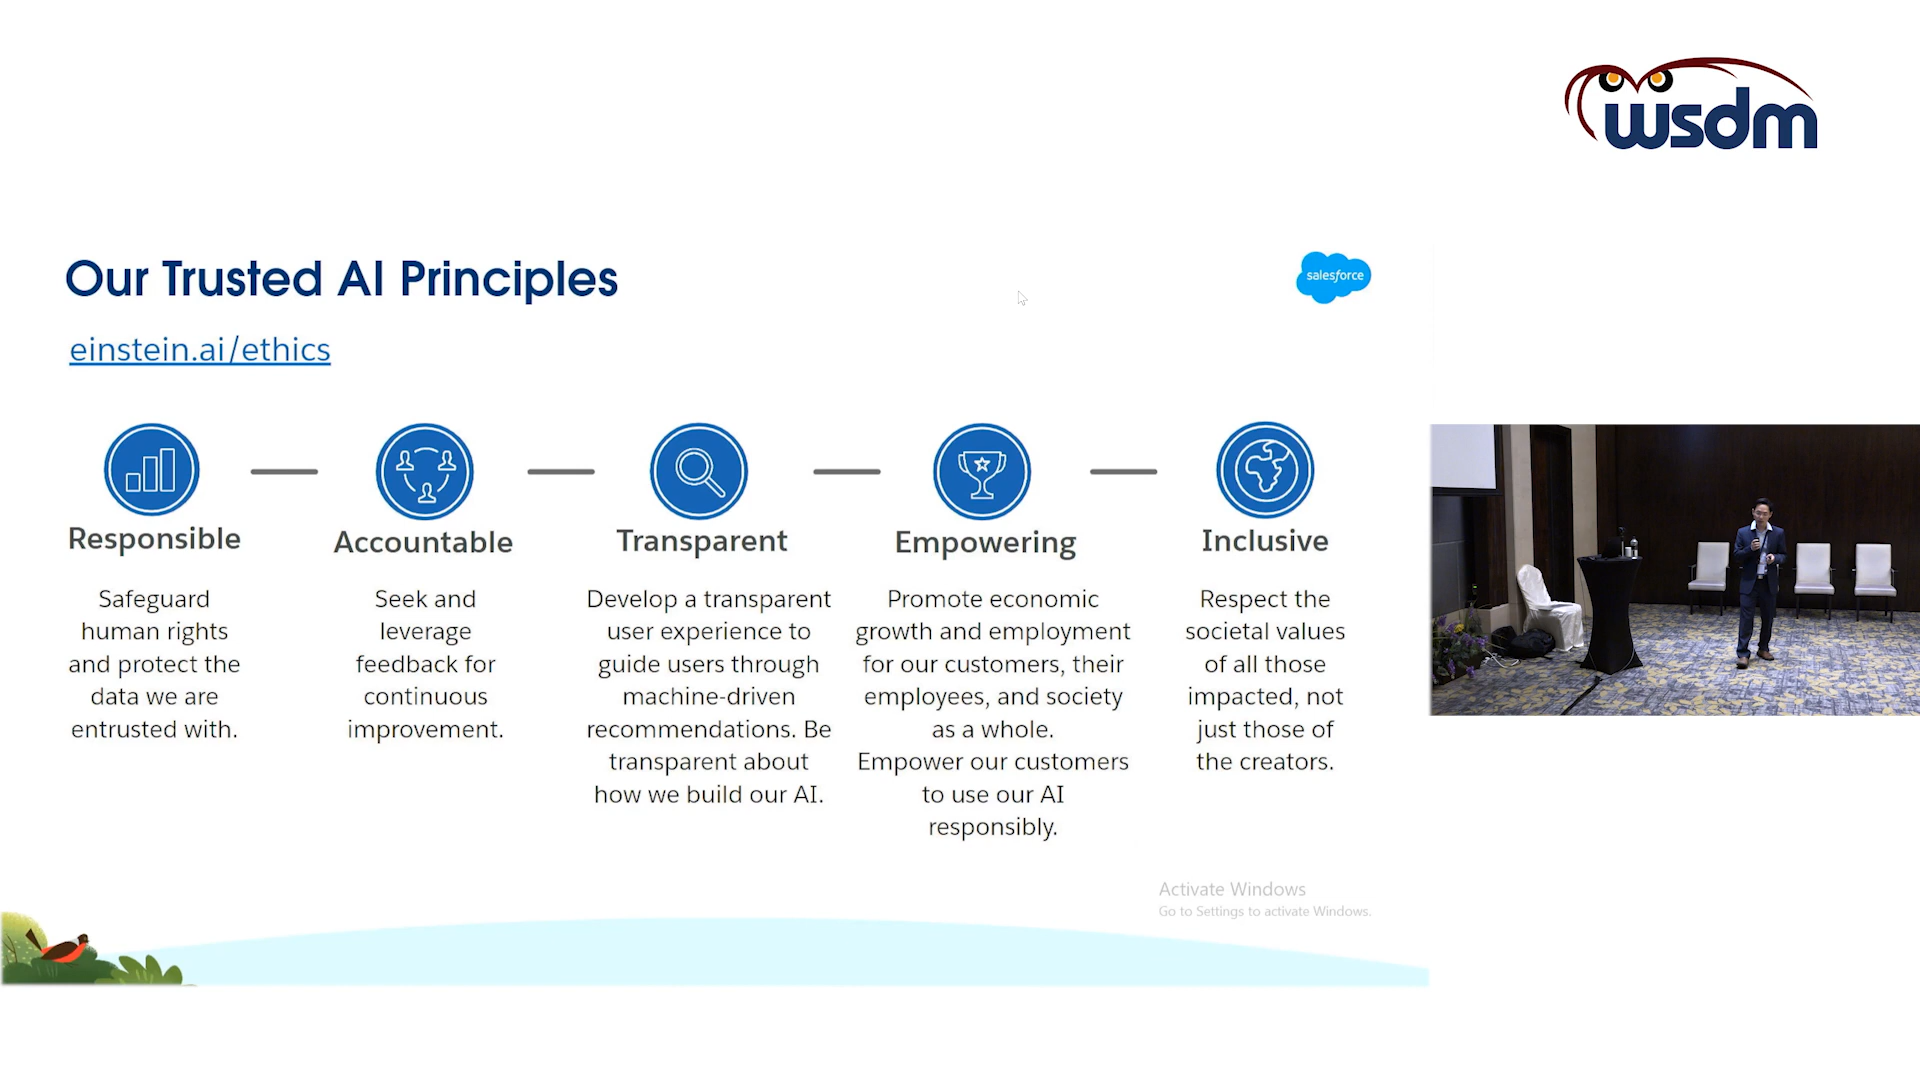 wsdm
Our Trusted AI Principles
salesforce
einstein.ai/ethics
Responsible
Safeguard
human rights
and protect the
data we are
entrusted with.
Accountable
Seek and
leverage
feedback for
continuous
improvement.
Transparent
Develop a transparent
user experience to
guide users through
machine-driven
recommendations. Be
transparent about
how we build our AI.
Empowering
Promote economic
growth and employment
for our customers, their
employees, and society
as a whole.
Empower our customers
to use our AI
responsibly.
Inclusive
Respect the
societal values
of all those
impacted, not
just those of
the creators.
Activate Windows
Go to Settings to activate Windows.